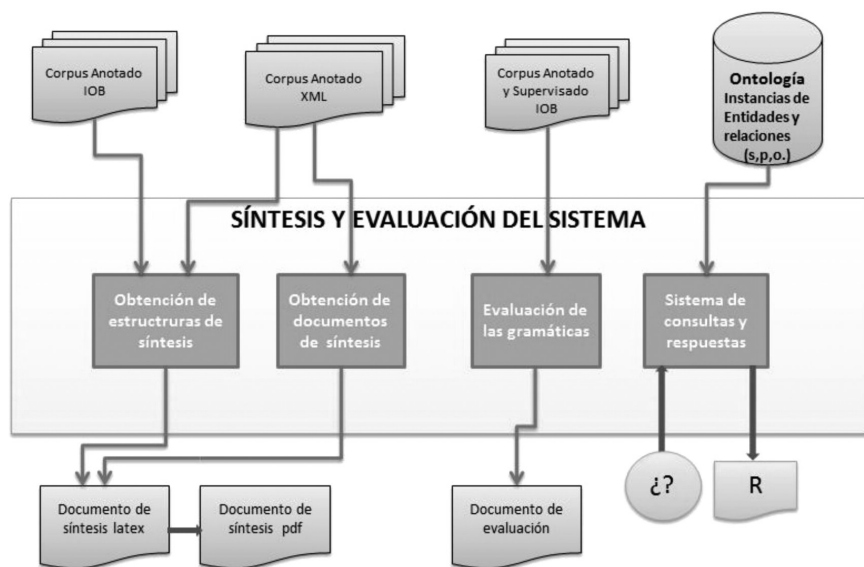 Corpus Anotado
IOB
Corpus Anotado
XML
Corpus Anotado
y Supervisado
IOB
Ontología
Instancias de
Entidades y
relaciones
(s,p,o.)
SÍNTESIS Y EVALUACIÓN DEL SISTEMA
Obtención de
estructruras de
síntesis
Obtención de
documentos
de síntesis
Evaluación de
las gramáticas
Sistema de
consultas y
respuestas
Documento de
síntesis latex
Documento de
síntesis pdf
Documento de
evaluación
¿?
R